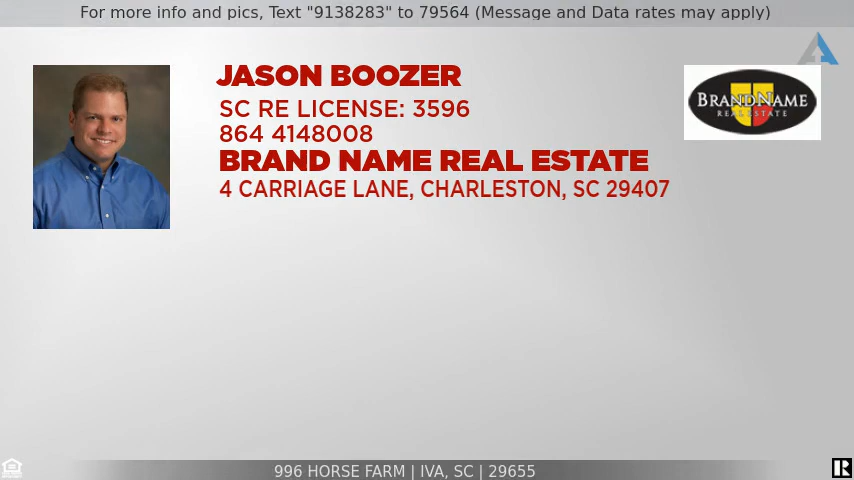 For more info and pics, Text "9138283" to 79564 (Message and Data rates may apply)
JASON BOOZER
SC RE LICENSE: 3596
864 4148008
BRAND NAME REAL ESTATE
4 CARRIAGE LANE, CHARLESTON, SC 29407
BRANDNAME
REAL ESTATE
996 HORSE FARM | IVA, SC | 29655